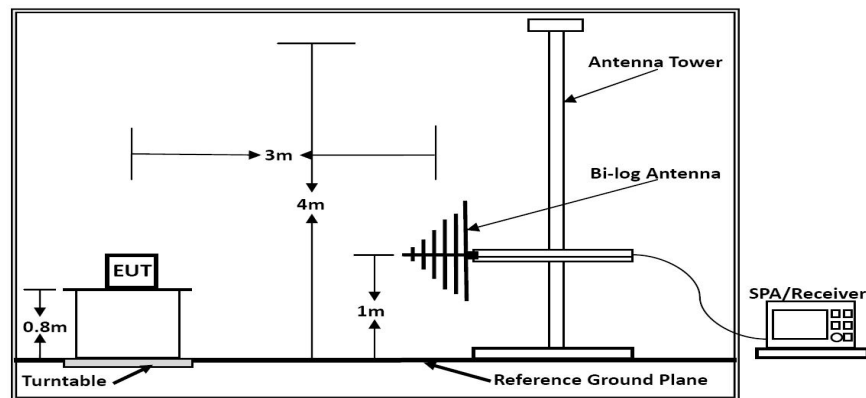 Antenna Tower
3m
Bi-log Antenna
4m
EUT
SPA/Receiver
0.8m
1m
Turntable
Reference Ground Plane